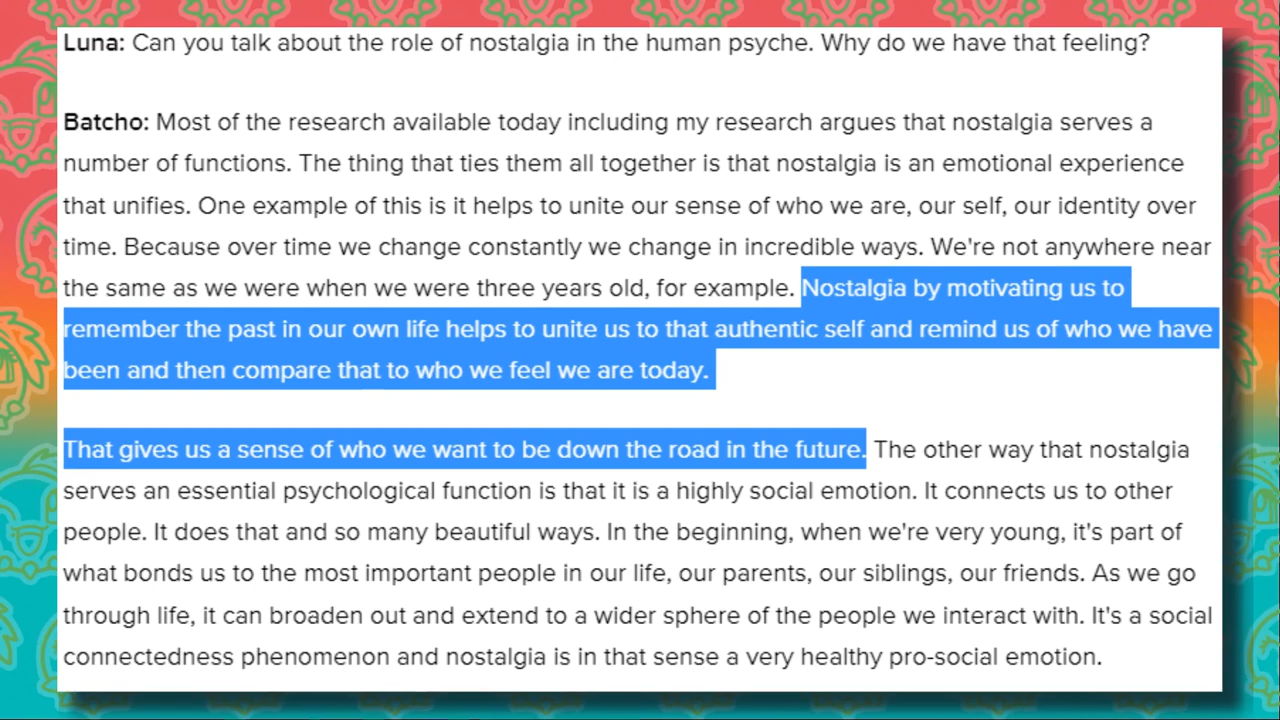 Luna: Can you talk about the role of nostalgia in the human psyche. Why do we have that feeling?
Batcho: Most of the research available today including my research argues that nostalgia serves a
number of functions. The thing that ties them all together is that nostalgia is an emotional experience
that unifies. One example of this is it helps to unite our sense of who we are, our self, our identity over
time. Because over time we change constantly we change in incredible ways. We're not anywhere near
the same as we were when we were three years old, for example. Nostalgia by motivating us to
remember the past in our own life helps to unite us to that authentic self and remind us of who we have
been and then compare that to who we feel we are today.
That gives us a sense of who we want to be down the road in the future. The other way that nostalgia
serves an essential psychological function is that it is a highly social emotion. It connects us to other
people. It does that and so many beautiful ways. In the beginning, when we're very young, it's part of
what bonds us to the most important people in our life, our parents, our siblings, our friends. As we go
through life, it can broaden out and extend to a wider sphere of the people we interact with. It's a social
connectedness phenomenon and nostalgia is in that sense a very healthy pro-social emotion.